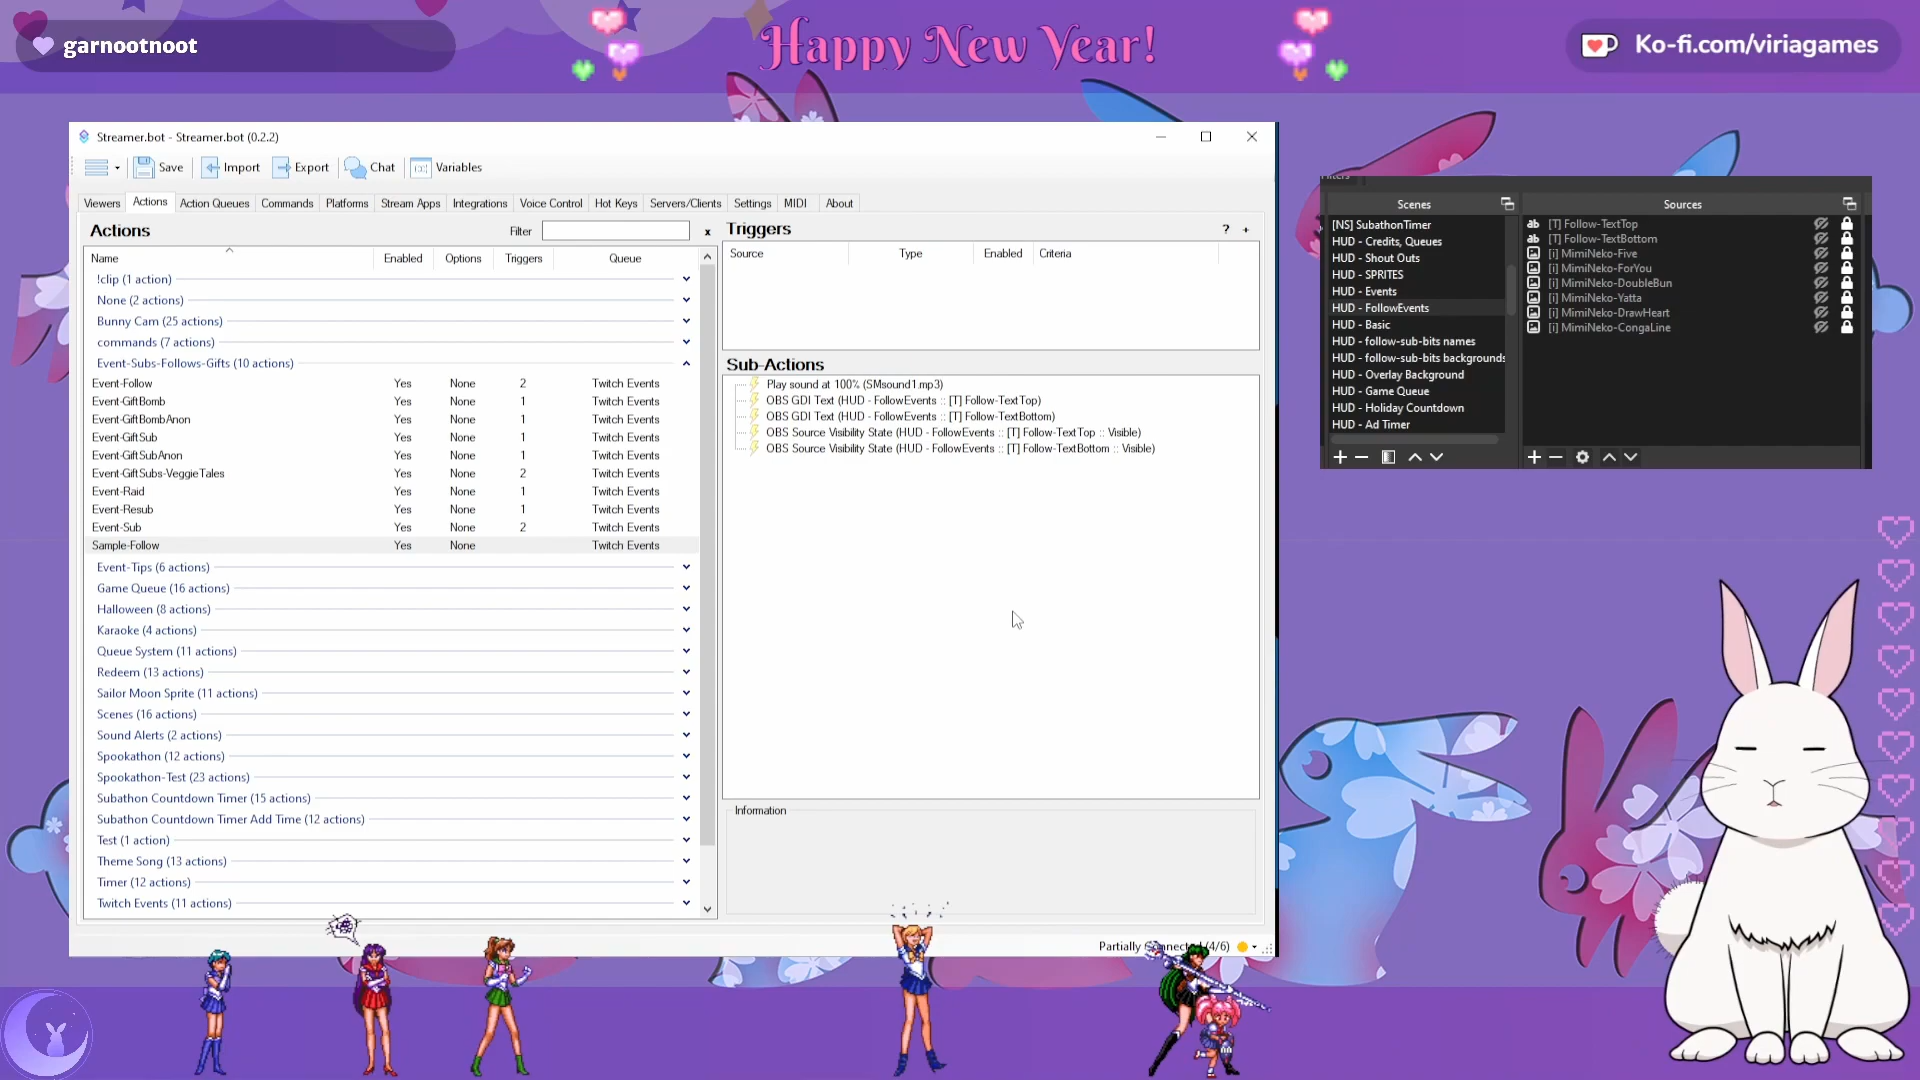 garnootnoot
Happy New Year!
Ko-fi.com/viriagames
Streamer.bot - Streamer.bot (0.2.2)
Save
Import
Export
Chat
Variables
Viewers
Actions
Action Queues
Commands
Platforms
Stream Apps
Integrations
Voice Control
Hot Keys
Servers/Clients
Settings
MIDI
About
Actions
Filter
x
Name
Enabled
Options
Triggers
Queue
!clip (1 action)
None (2 actions)
Bunny Cam (25 actions)
commands (7 actions)
Event-Subs-Follows-Gifts (10 actions)
Event-Follow Yes None 2 Twitch Events
Event-GiftBomb Yes None 1 Twitch Events
Event-GiftBombAnon Yes None 1 Twitch Events
Event-GiftSub Yes None 1 Twitch Events
Event-GiftSubAnon Yes None 1 Twitch Events
Event-GiftSubs-VeggieTales Yes None 2 Twitch Events
Event-Raid Yes None 1 Twitch Events
Event-Resub Yes None 1 Twitch Events
Event-Sub Yes None 2 Twitch Events
Sample-Follow Yes None Twitch Events
Event-Tips (6 actions)
Game Queue (16 actions)
Halloween (8 actions)
Karaoke (4 actions)
Queue System (11 actions)
Redeem (13 actions)
Sailor Moon Sprite (11 actions)
Scenes (16 actions)
Sound Alerts (2 actions)
Spookathon (12 actions)
Spookathon-Test (23 actions)
Subathon Countdown Timer (15 actions)
Subathon Countdown Timer Add Time (12 actions)
Test (1 action)
Theme Song (13 actions)
Timer (12 actions)
Twitch Events (11 actions)
Triggers
? +
Source
Type
Enabled
Criteria
Sub-Actions
Play sound at 100% (SMsound1.mp3)
OBS GDI Text (HUD - FollowEvents :: [T] Follow-TextTop)
OBS GDI Text (HUD - FollowEvents :: [T] Follow-TextBottom)
OBS Source Visibility State (HUD - FollowEvents :: [T] Follow-TextTop :: Visible)
OBS Source Visibility State (HUD - FollowEvents :: [T] Follow-TextBottom :: Visible)
Information
Partially Connected (4/6)
Scenes
[NS] SubathonTimer
HUD - Credits, Queues
HUD - Shout Outs
HUD - SPRITES
HUD - Events
HUD - FollowEvents
HUD - Basic
HUD - follow-sub-bits names
HUD - follow-sub-bits backgrounds
HUD - Overlay Background
HUD - Game Queue
HUD - Holiday Countdown
HUD - Ad Timer
Sources
ab [T] Follow-TextTop
ab [T] Follow-TextBottom
[i] MimiNeko-Five
[i] MimiNeko-ForYou
[i] MimiNeko-DoubleBun
[i] MimiNeko-Yatta
[i] MimiNeko-DrawHeart
[i] MimiNeko-CongaLine